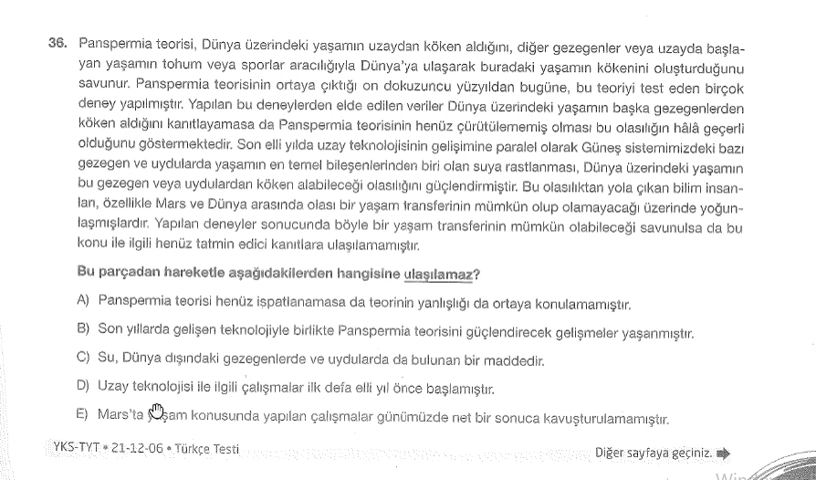 36. Panspermia teorisi, Dünya üzerindeki yaşamın uzaydan köken aldığını, diğer gezegenler veya uzayda başla-
yan yaşamın tohum veya sporlar aracılığıyla Dünya'ya ulaşarak buradaki yaşamın kökenini oluşturduğunu
savunur. Panspermia teorisinin ortaya çıktığı on dokuzuncu yüzyıldan bugüne, bu teoriyi test eden birçok
deney yapılmıştır. Yapılan bu deneylerden elde edilen veriler Dünya üzerindeki yaşamın başka gezegenlerden
köken aldığını kanıtlayamasa da Panspermia teorisinin henüz çürütülememiş olması bu olasılığın hâlâ geçerli
olduğunu göstermektedir. Son elli yılda uzay teknolojisinin gelişimine paralel olarak Güneş sistemimizdeki bazı
gezegen ve uydularda yaşamın en temel bileşenlerinden biri olan suya rastlanması, Dünya üzerindeki yaşamın
bu gezegen veya uydulardan köken alabileceği olasılığını güçlendirmiştir. Bu olasılıktan yola çıkan bilim insan-
ları, özellikle Mars ve Dünya arasında olası bir yaşam transferinin mümkün olup olamayacağı üzerinde yoğun-
laşmışlardır. Yapılan deneyler sonucunda böyle bir yaşam transferinin mümkün olabileceği savunulsa da bu
konu ile ilgili henüz tatmin edici kanıtlara ulaşılamamıştır.
Bu parçadan hareketle aşağıdakilerden hangisine ulaşılamaz?
A) Panspermia teorisi henüz ispatlanamasa da teorinin yanlışlığı da ortaya konulamamıştır.
B) Son yıllarda gelişen teknolojiyle birlikte Panspermia teorisini güçlendirecek gelişmeler yaşanmıştır.
C) Su, Dünya dışındaki gezegenlerde ve uydularda da bulunan bir maddedir.
D) Uzay teknolojisi ile ilgili çalışmalar ilk defa elli yıl önce başlamıştır.
E) Mars'ta yaşam konusunda yapılan çalışmalar günümüzde net bir sonuca kavuşturulamamıştır.
YKS-TYT • 21-12-06 • Türkçe Testi
Diğer sayfaya geçiniz.